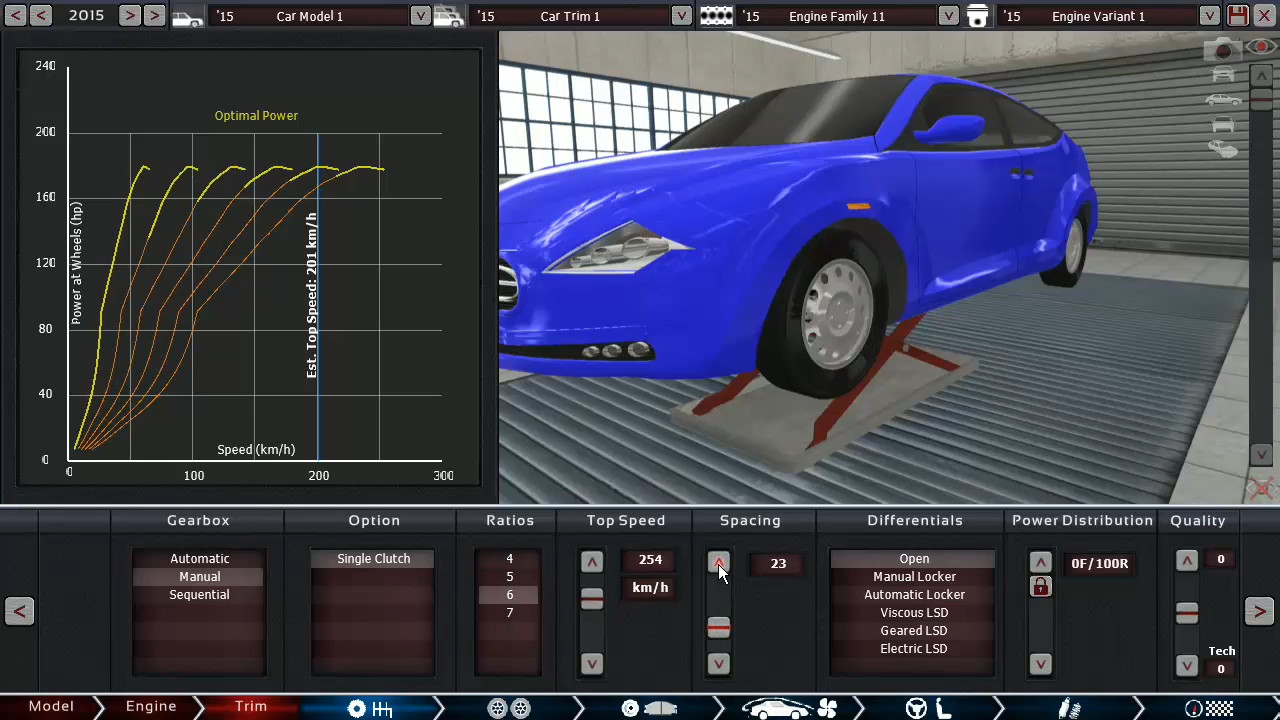 2015
'15 Car Model 1
'15 Car Trim 1
'15 Engine Family 11
'15 Engine Variant 1
240
200
160
120
80
40
0
Optimal Power
Power at Wheels (hp)
Est. Top Speed: 201 km/h
Speed (km/h)
0 100 200 300
Gearbox
Automatic
Manual
Sequential
Option
Single Clutch
Ratios
4
5
6
7
Top Speed
254
km/h
Spacing
23
Differentials
Open
Manual Locker
Automatic Locker
Viscous LSD
Geared LSD
Electric LSD
Power Distribution
0F/100R
Quality
0
Tech
0
Model
Engine
Trim